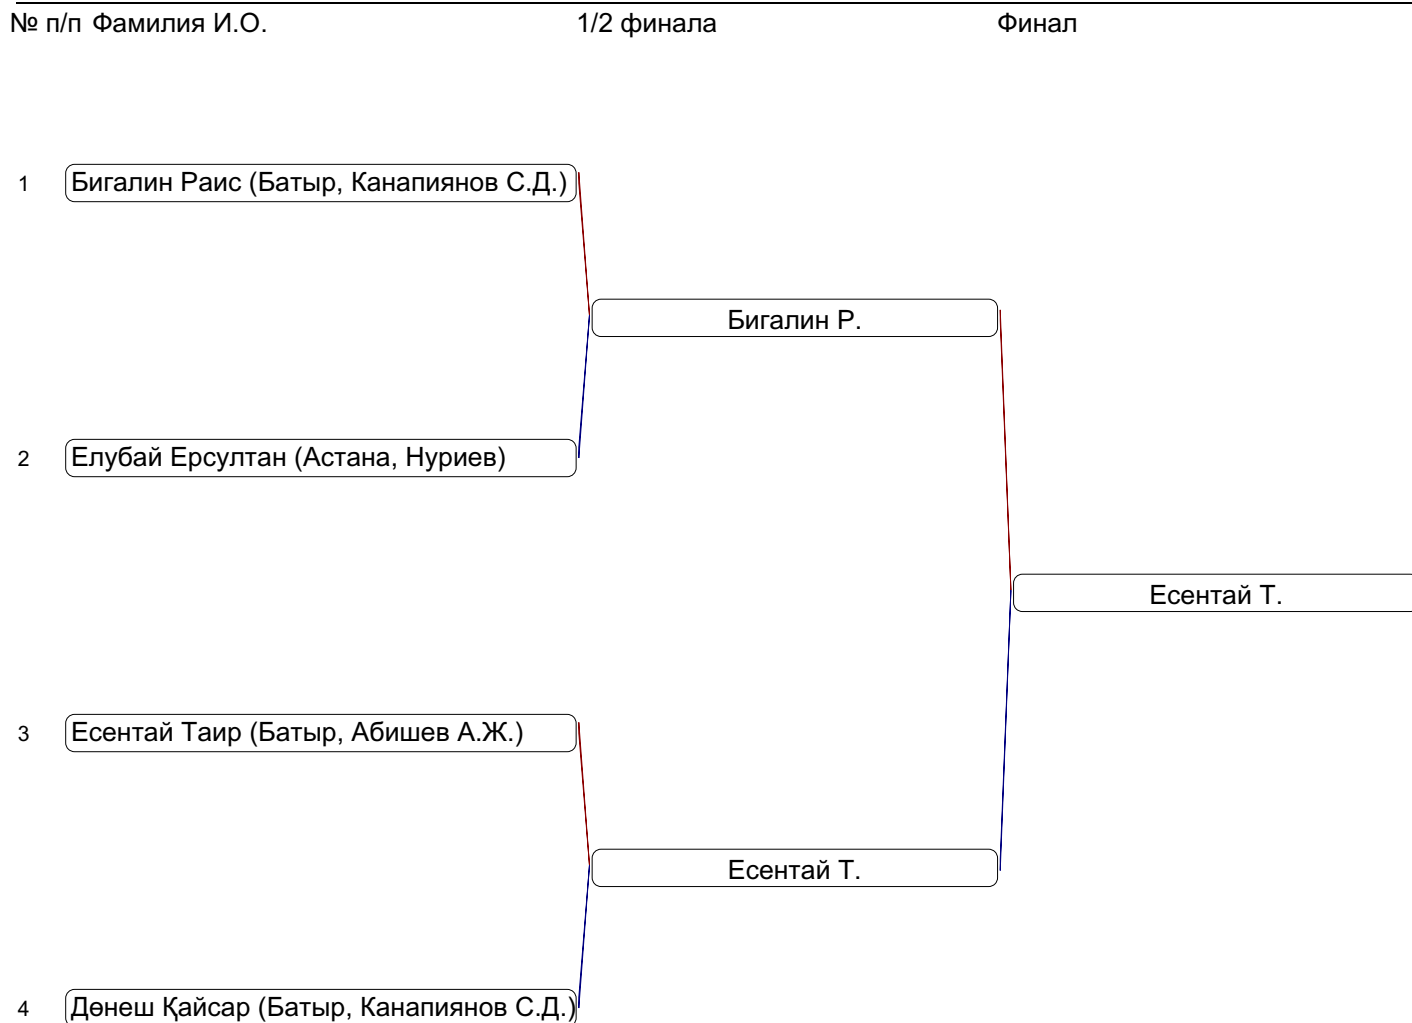 № п/п Фамилия И.О. 1/2 финала Финал
1 Бигалин Раис (Батыр, Канапиянов С.Д.)
Бигалин Р.
2 Елубай Ерсултан (Астана, Нуриев)
Есентай Т.
3 Есентай Таир (Батыр, Абишев А.Ж.)
Есентай Т.
4 Дөнеш Қайсар (Батыр, Канапиянов С.Д.)